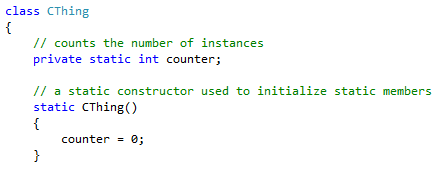 class CThing
{
    // counts the number of instances
    private static int counter;

    // a static constructor used to initialize static members
    static CThing()
    {
        counter = 0;
    }